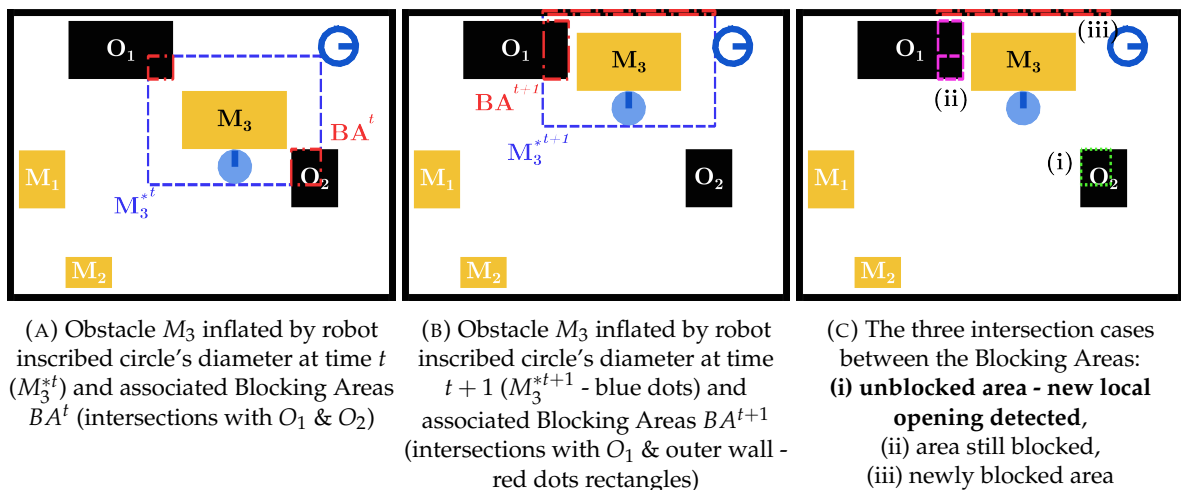 O₁
M₃
BAᵗ
M₁
O₂
M₃*ᵗ
M₂
O₁
M₃
BAᵗ⁺¹
M₃*ᵗ⁺¹
M₁
O₂
M₂
O₁
(iii)
M₃
(ii)
(i)
M₁
O₂
M₂
(A) Obstacle M₃ inflated by robot
inscribed circle's diameter at time t
(M₃*ᵗ) and associated Blocking Areas
BAᵗ (intersections with O₁ & O₂)
(B) Obstacle M₃ inflated by robot
inscribed circle's diameter at time
t + 1 (M₃*ᵗ⁺¹ - blue dots) and
associated Blocking Areas BAᵗ⁺¹
(intersections with O₁ & outer wall -
red dots rectangles)
(C) The three intersection cases
between the Blocking Areas:
(i) unblocked area - new local
opening detected,
(ii) area still blocked,
(iii) newly blocked area